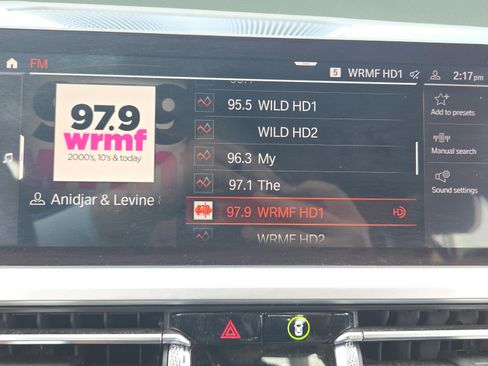 FM
5 WRMF HD1
2:17pm
97.9
wrmf
2000's, 10's & today
Anidjar & Levine
95.5 WILD HD1
WILD HD2
96.3 My
97.1 The
97.9 WRMF HD1
WRMF HD2
Add to presets
Manual search
Sound settings